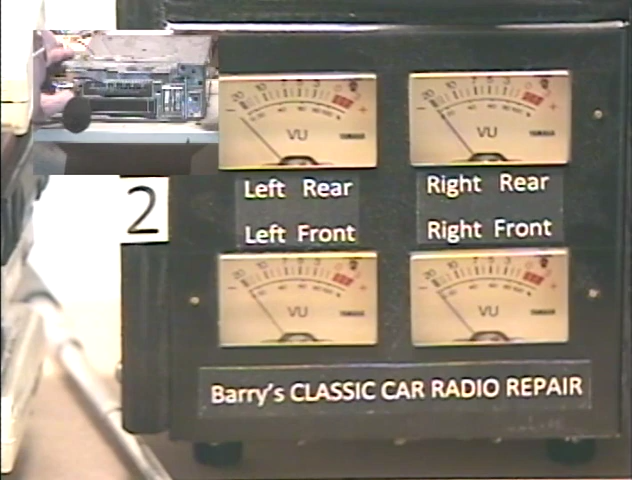 VU
VU
Left Rear
Right Rear
2
Left Front
Right Front
VU
VU
Barry's CLASSIC CAR RADIO REPAIR